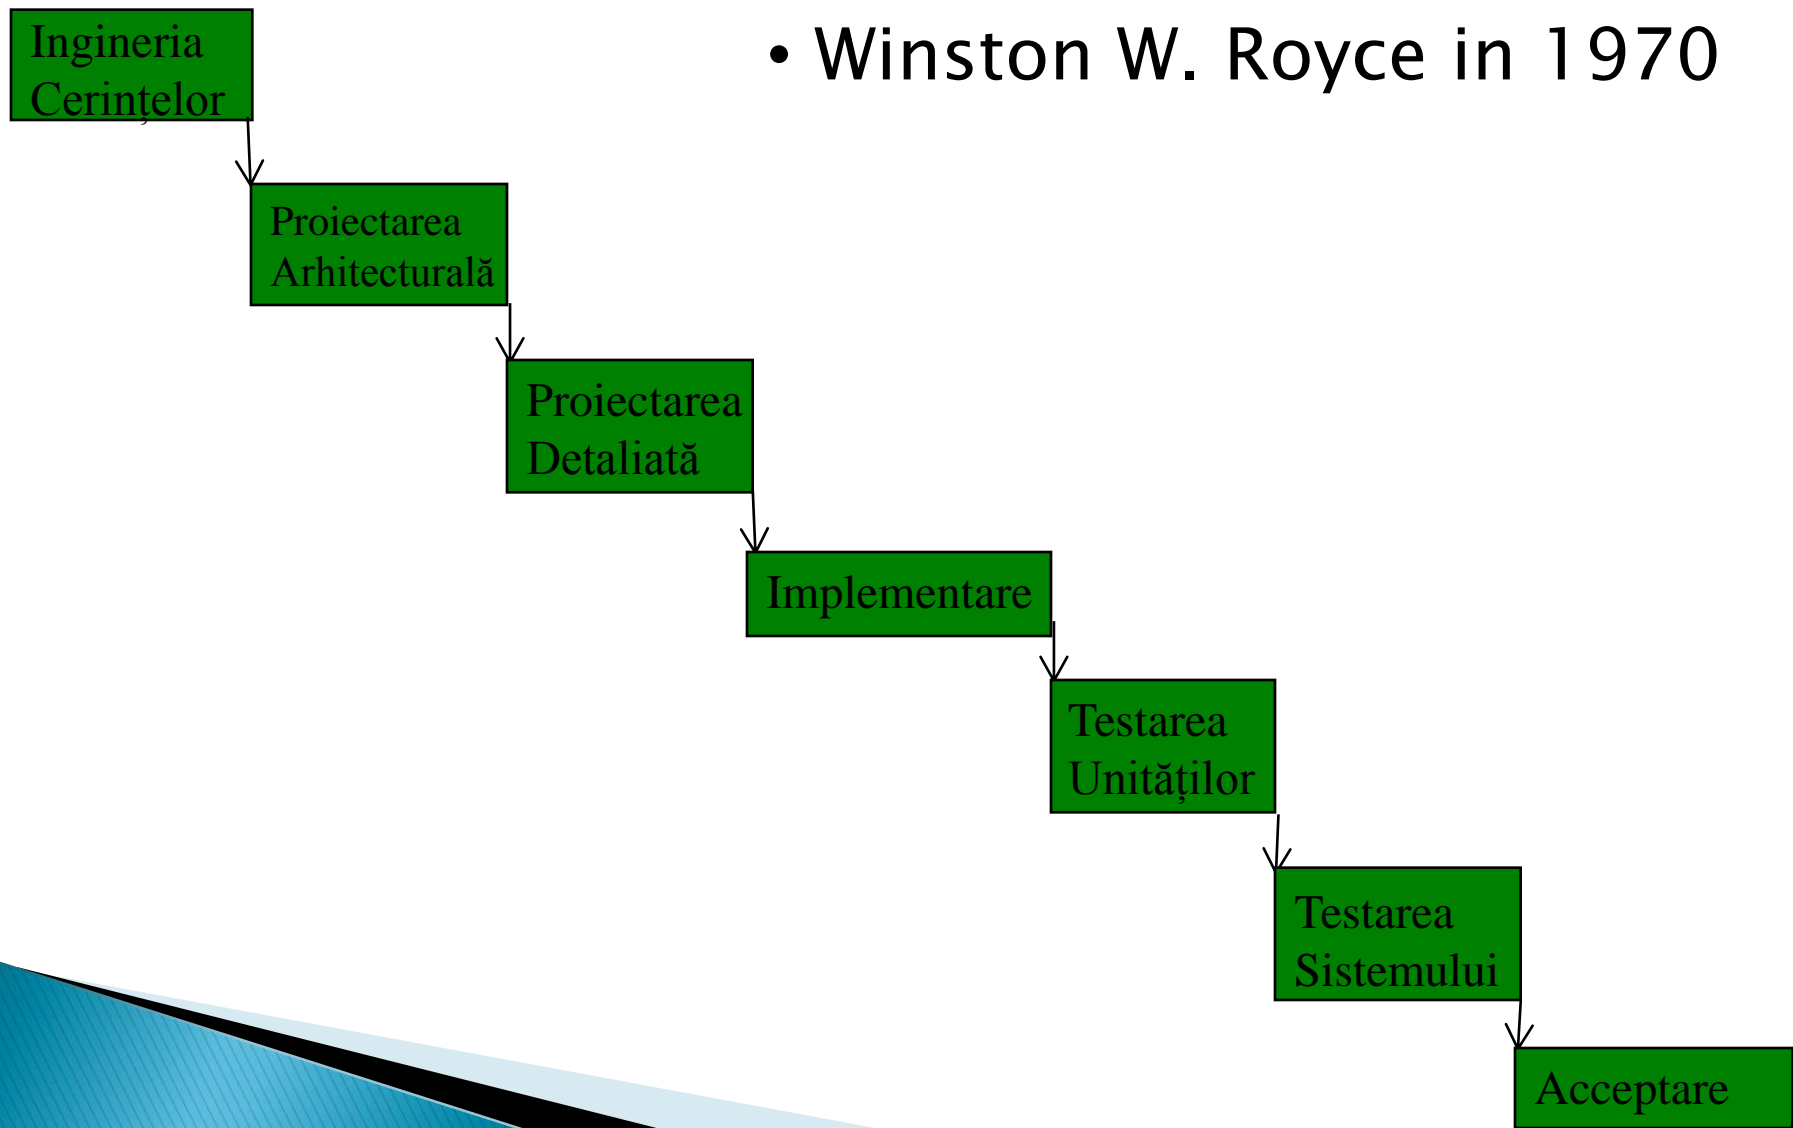 Ingineria
Cerințelor
• Winston W. Royce in 1970
Proiectarea
Arhitecturală
Proiectarea
Detaliată
Implementare
Testarea
Unităților
Testarea
Sistemului
Acceptare